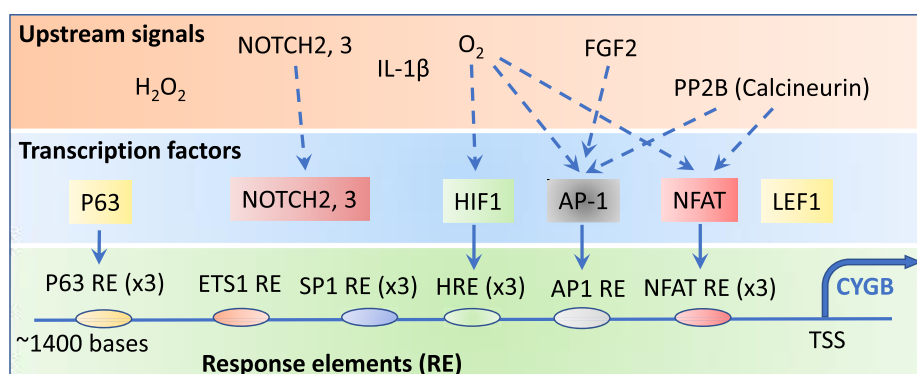 Upstream signals
NOTCH2, 3
IL-1β
O₂
FGF2
H₂O₂
PP2B (Calcineurin)
Transcription factors
P63
NOTCH2, 3
HIF1
AP-1
NFAT
LEF1
P63 RE (x3)
ETS1 RE
SP1 RE (x3)
HRE (x3)
AP1 RE
NFAT RE (x3)
CYGB
~1400 bases
TSS
Response elements (RE)